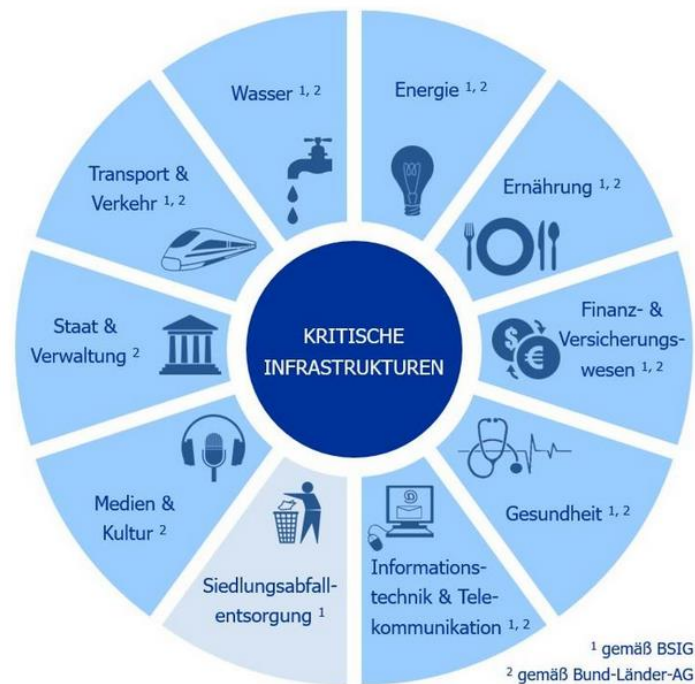 Wasser ¹, ²
Energie ¹, ²
Ernährung ¹, ²
Finanz- &
Versicherungs-
wesen ¹, ²
Gesundheit ¹, ²
Informations-
technik & Tele-
kommunikation ¹, ²
Siedlungsabfall-
entsorgung ¹
Medien &
Kultur ²
Staat &
Verwaltung ²
Transport &
Verkehr ¹, ²
KRITISCHE
INFRASTRUKTUREN
$
€
@
¹ gemäß BSIG
² gemäß Bund-Länder-AG